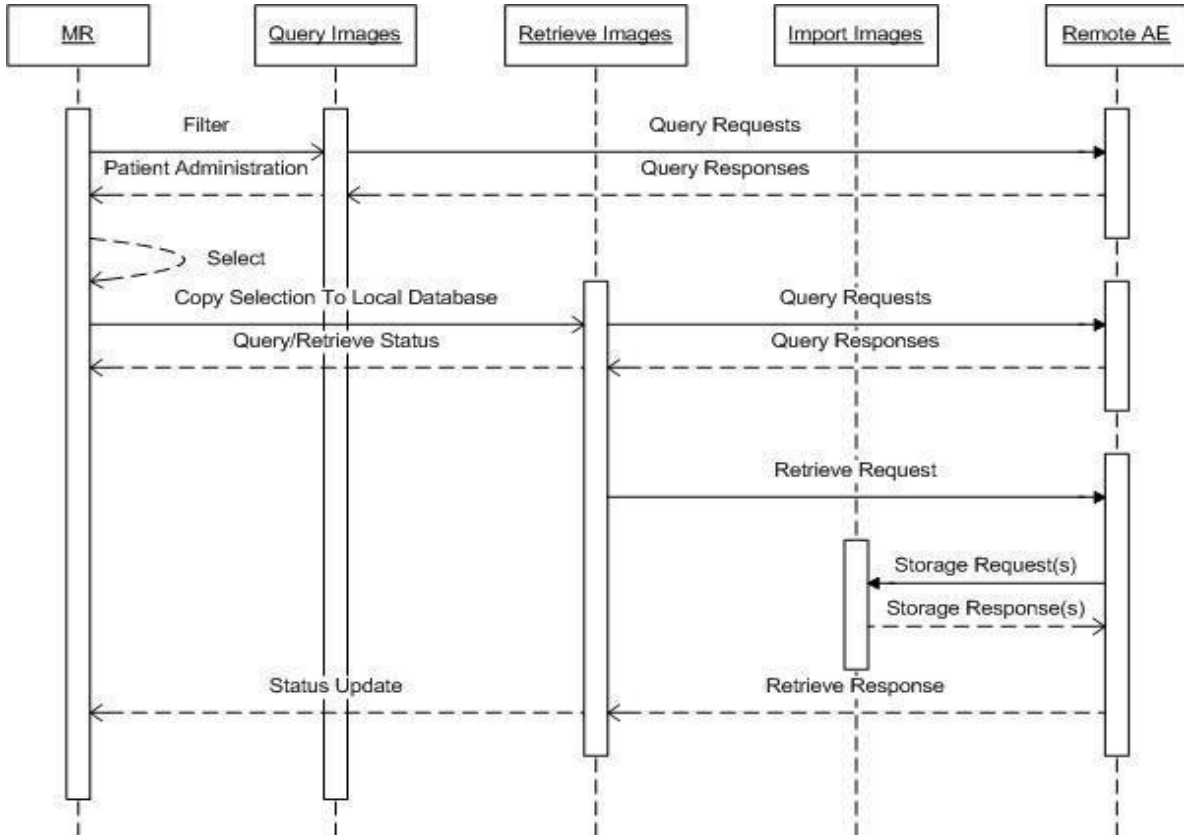 MR
Query Images
Retrieve Images
Import Images
Remote AE
Filter
Query Requests
Patient Administration
Query Responses
Select
Copy Selection To Local Database
Query Requests
Query/Retrieve Status
Query Responses
Retrieve Request
Storage Request(s)
Storage Response(s)
Status Update
Retrieve Response